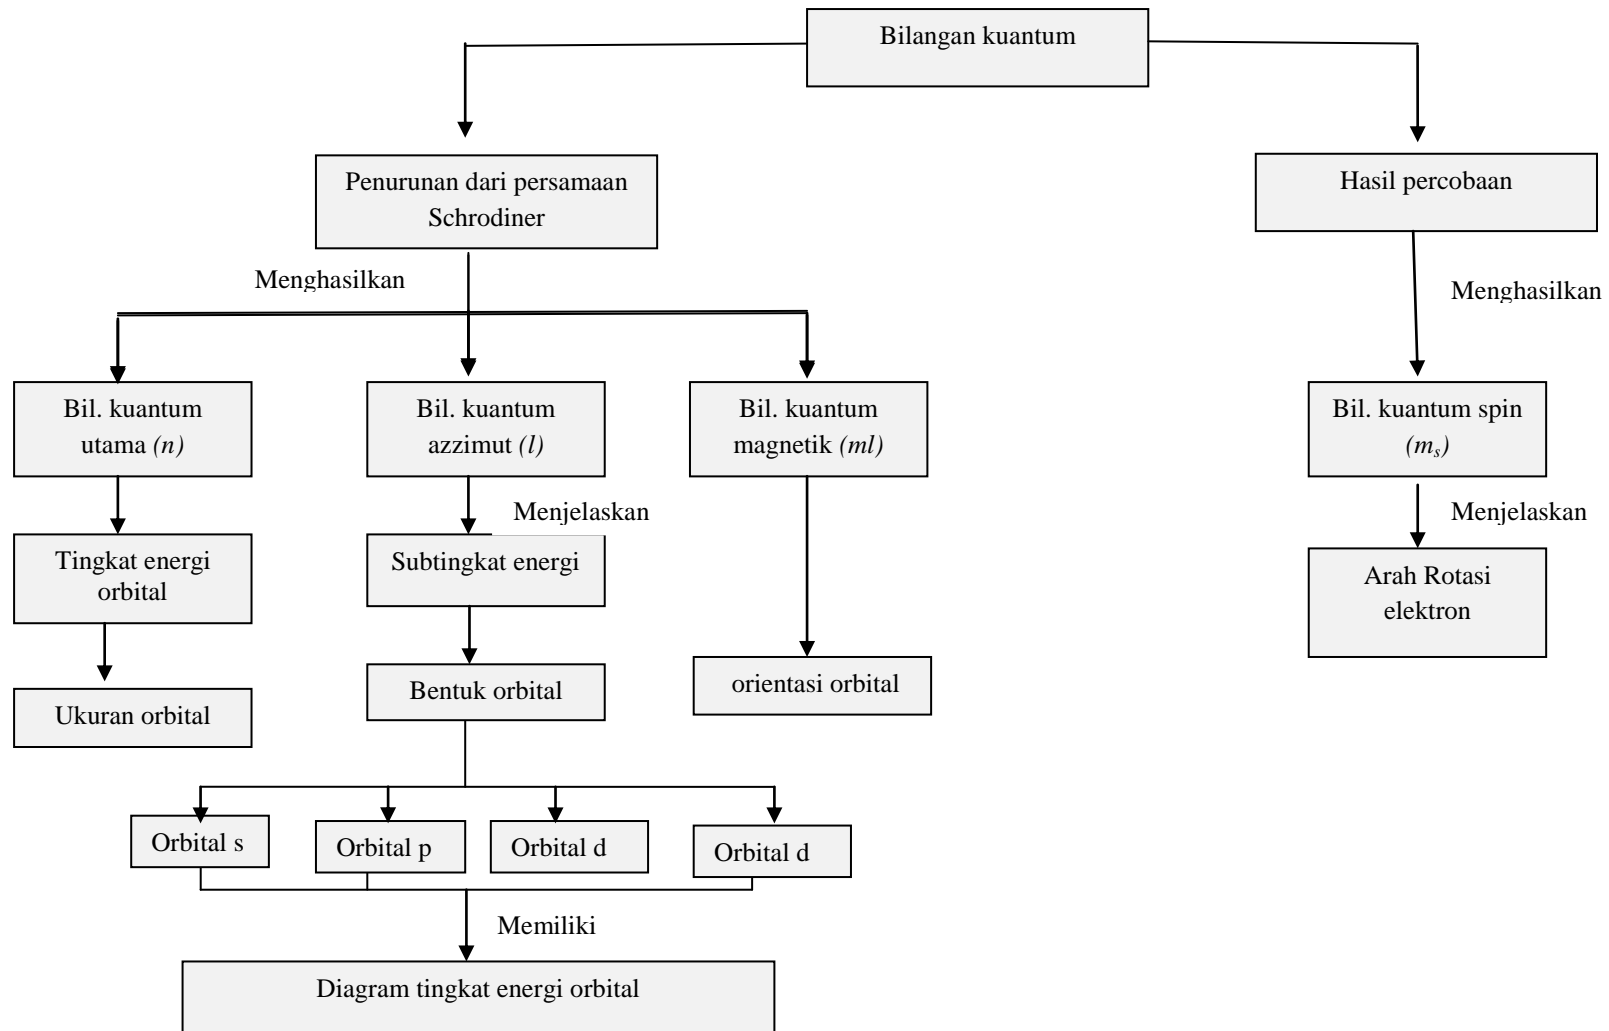 Bilangan kuantum
Penurunan dari persamaan
Schrodiner
Hasil percobaan
Menghasilkan
Menghasilkan
Bil. kuantum
utama (n)
Bil. kuantum
azzimut (l)
Bil. kuantum
magnetik (ml)
Bil. kuantum spin
(mₛ)
Menjelaskan
Menjelaskan
Tingkat energi
orbital
Subtingkat energi
Arah Rotasi
elektron
Ukuran orbital
Bentuk orbital
orientasi orbital
Orbital s
Orbital p
Orbital d
Orbital d
Memiliki
Diagram tingkat energi orbital